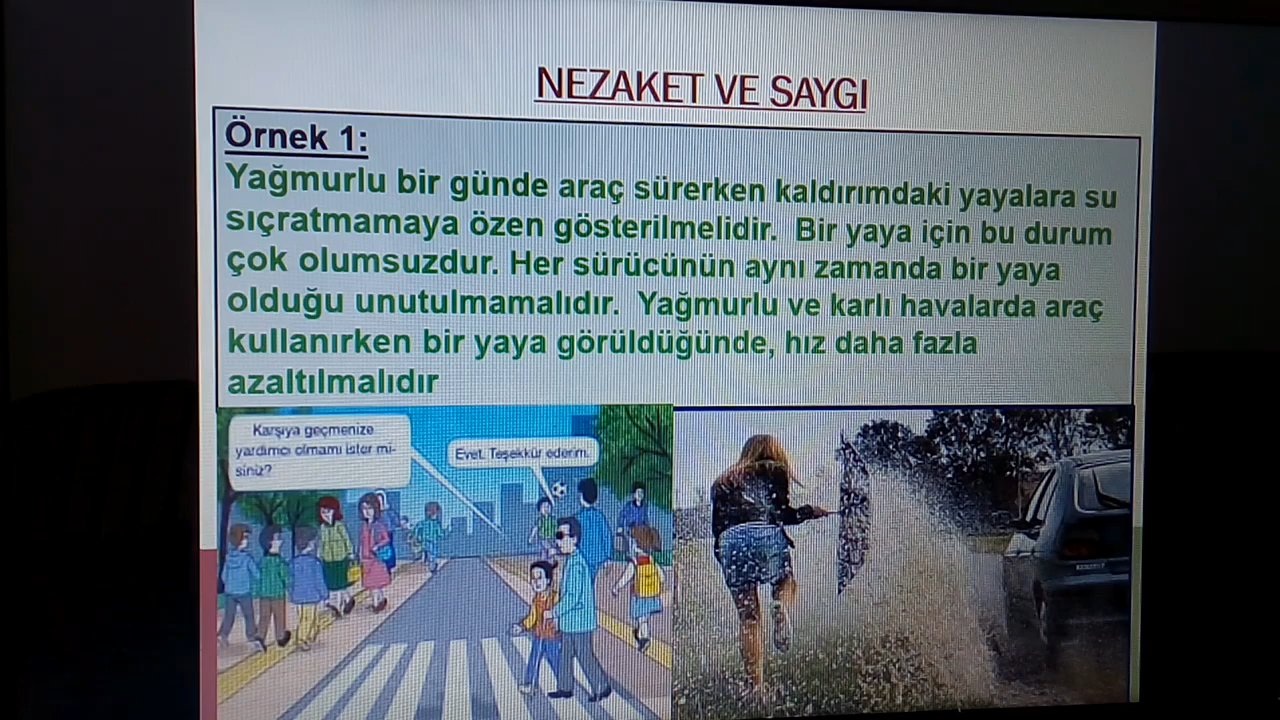 NEZAKET VE SAYGI
Örnek 1:
Yağmurlu bir günde araç sürerken kaldırımdaki yayalara su
sıçratmamaya özen gösterilmelidir. Bir yaya için bu durum
çok olumsuzdur. Her sürücünün aynı zamanda bir yaya
olduğu unutulmamalıdır. Yağmurlu ve karlı havalarda araç
kullanırken bir yaya görüldüğünde, hız daha fazla
azaltılmalıdır
Karşıya geçmenize
yardımcı olmamı ister mi-
siniz?
Evet. Teşekkür ederim.